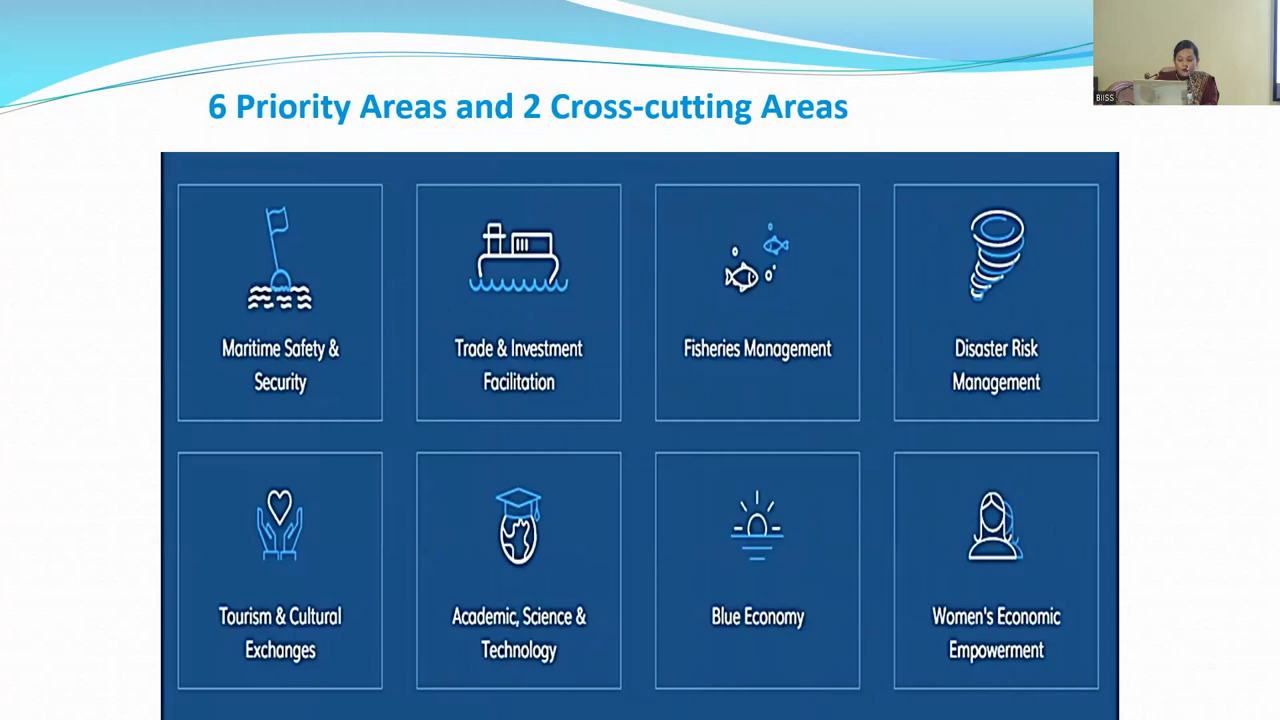 6 Priority Areas and 2 Cross-cutting Areas
BIISS
Maritime Safety &
Security
Trade & Investment
Facilitation
Fisheries Management
Disaster Risk
Management
Tourism & Cultural
Exchanges
Academic, Science &
Technology
Blue Economy
Women's Economic
Empowerment